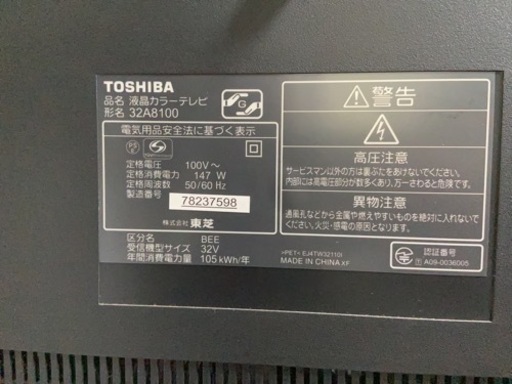 TOSHIBA
品名 液晶カラーテレビ
形名 32A8100
G
電気用品安全法に基づく表示
定格電圧 100V～
定格消費電力 147 W
定格周波数 50/60 Hz
製造番号 78237598
株式会社 東芝
区分名 BEE
受信機型サイズ 32V
年間消費電力量 105 kWh/年
警告
高圧注意
サービスマン以外の方は裏ぶたをあけないでください。
内部には高電圧部分が数多くあり、万一さわると危険です。
異物注意
通風孔などから金属や燃えやすいものを絶対に入れないで
ください。火災・感電の原因となります。
>PET< EJ4TW32110I
MADE IN CHINA XF
認証番号
A09-0036005